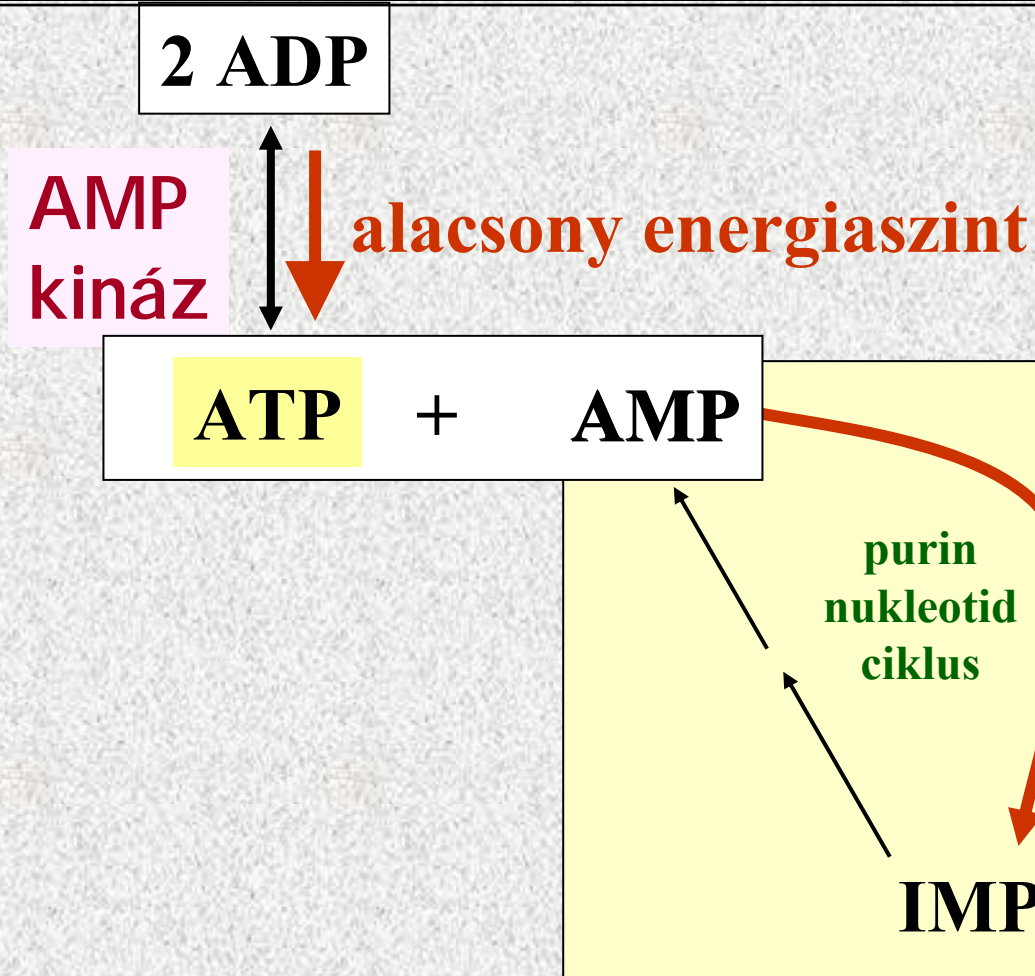 2 ADP
AMP
kináz
alacsony energiaszint
ATP + AMP
purin
nukleotid
ciklus
IMP